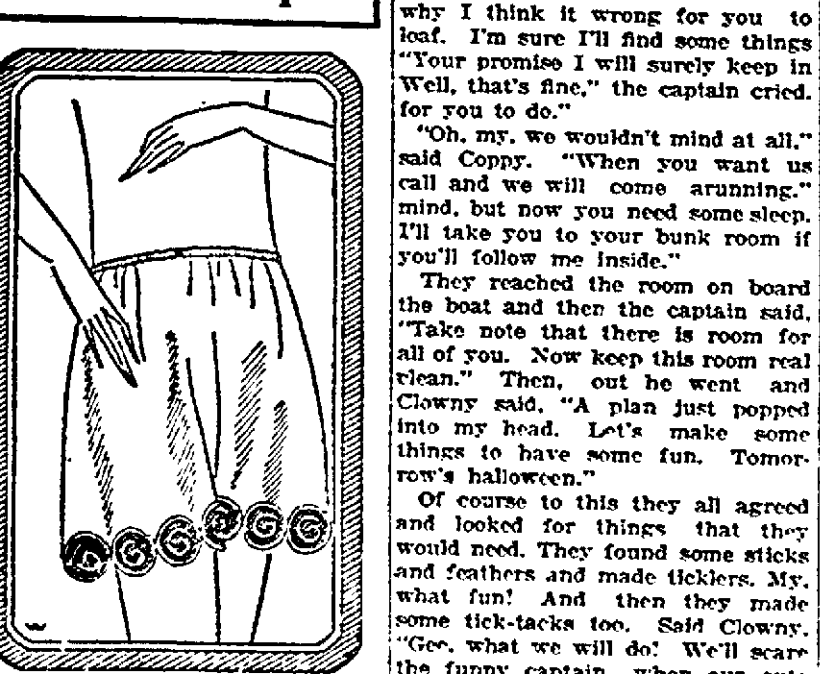 why I think it wrong for you to
loaf. I'm sure I'll find some things
"Your promise I will surely keep in
Well, that's fine," the captain cried.
for you to do."
"Oh, my, we wouldn't mind at all."
said Coppy. "When you want us
call and we will come arunning."
mind, but now you need some sleep.
I'll take you to your bunk room if
you'll follow me inside."
They reached the room on board
the boat and then the captain said,
"Take note that there is room for
all of you. Now keep this room real
clean." Then, out he went and
Clowny said, "A plan just popped
into my head. Let's make some
things to have some fun. Tomor-
row's halloween."
Of course to this they all agreed
and looked for things that they
would need. They found some sticks
and feathers and made ticklers. My,
what fun! And then they made
some tick-tacks too. Said Clowny,
"Gee, what we will do! We'll scare
the funny captain, when our